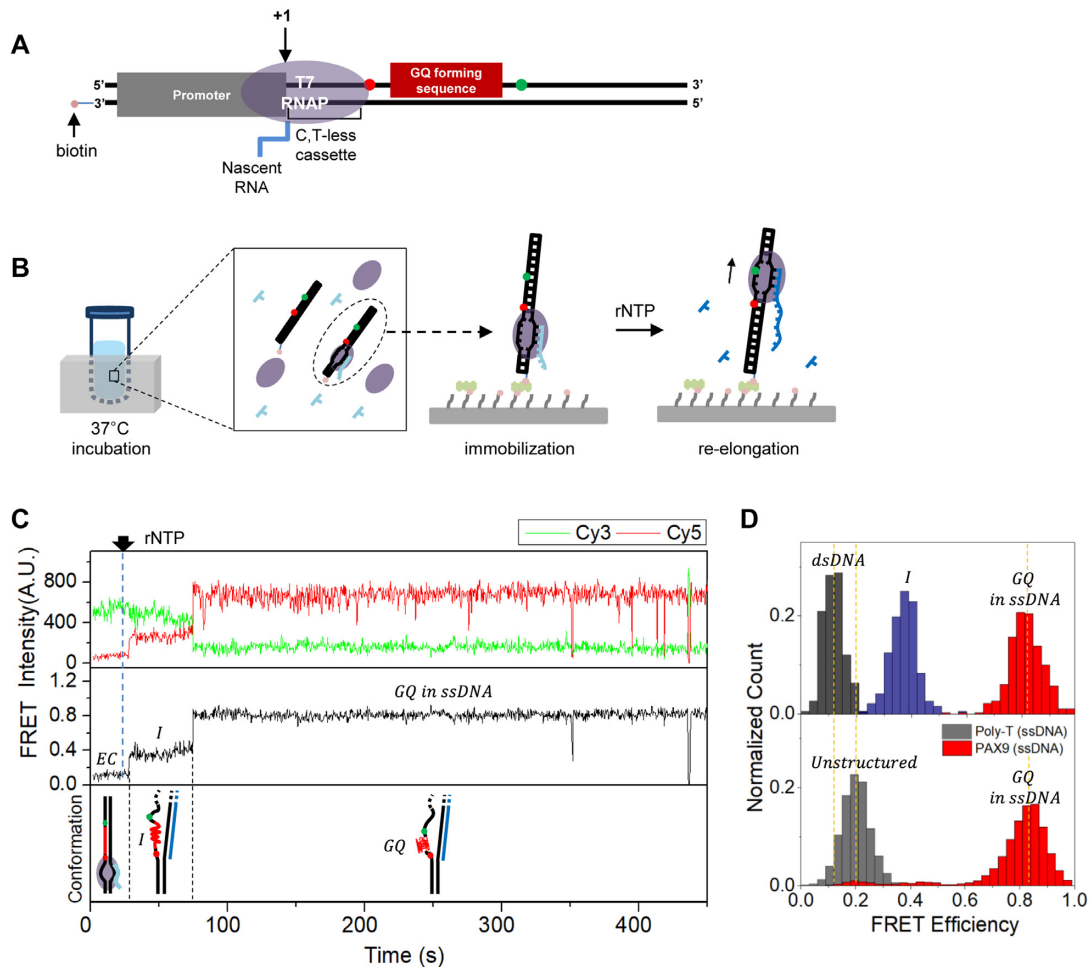 A
+1
5’
3’
Promoter
T7
RNAP
GQ forming
sequence
3’
5’
biotin
Nascent
RNA
C,T-less
cassette
B
37°C
incubation
immobilization
rNTP
re-elongation
C
rNTP
Cy3
Cy5
Intensity(A.U.)
800
400
0
FRET
1.2
0.8
0.4
0.0
EC
I
GQ in ssDNA
Conformation
I
GQ
0
100
200
300
400
Time (s)
D
Normalized Count
0.2
0.2
0.0
dsDNA
I
GQ
in ssDNA
Poly-T (ssDNA)
PAX9 (ssDNA)
Unstructured
GQ
in ssDNA
0.0
0.2
0.4
0.6
0.8
1.0
FRET Efficiency